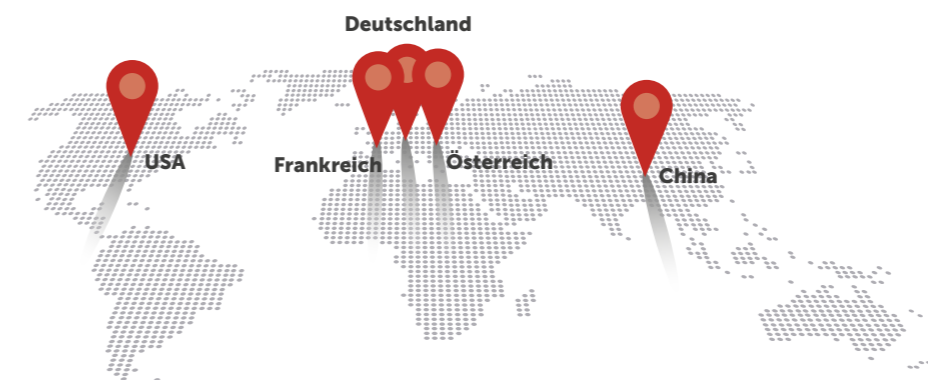 Deutschland
USA
Frankreich
Österreich
China